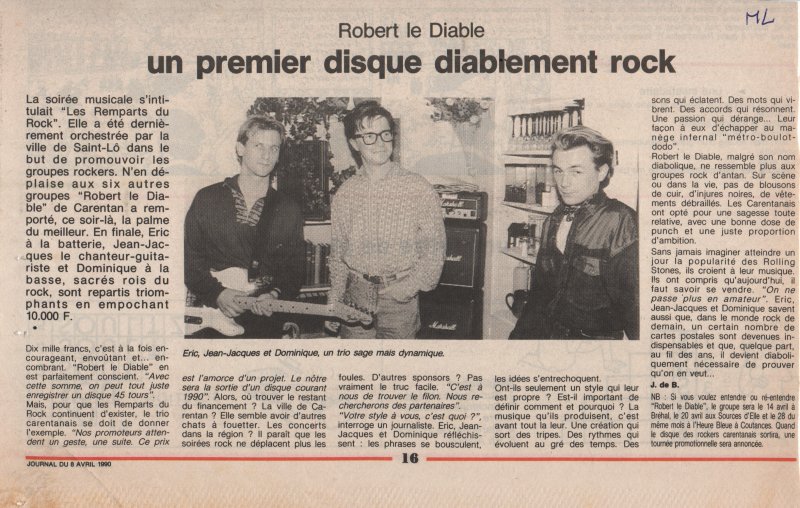 ML
Robert le Diable
un premier disque diablement rock
La soirée musicale s'inti-
tulait "Les Remparts du
Rock". Elle a été derniè-
rement orchestrée par la
ville de Saint-Lô dans le
but de promouvoir les
groupes rockers. N'en dé-
plaise aux six autres
groupes "Robert le Dia-
ble" de Carentan a rem-
porté, ce soir-là, la palme
du meilleur. En finale, Eric
à la batterie, Jean-Jac-
ques le chanteur-guita-
riste et Dominique à la
basse, sacrés rois du
rock, sont repartis triom-
phants en empochant
10.000 F.
Dix mille francs, c'est à la fois en-
courageant, envoûtant et... en-
combrant. "Robert le Diable" en
est parfaitement conscient. "Avec
cette somme, on peut tout juste
enregistrer un disque 45 tours".
Mais, pour que les Remparts du
Rock continuent d'exister, le trio
carentanais se doit de donner
l'exemple. "Nos promoteurs atten-
dent un geste, une suite. Ce prix
Marshall
Marshall
Eric, Jean-Jacques et Dominique, un trio sage mais dynamique.
est l'amorce d'un projet. Le nôtre
sera la sortie d'un disque courant
1990". Alors, où trouver le restant
du financement ? La ville de Ca-
rentan ? Elle semble avoir d'autres
chats à fouetter. Les concerts
dans la région ? Il paraît que les
soirées rock ne déplacent plus les
foules. D'autres sponsors ? Pas
vraiment le truc facile. "C'est à
nous de trouver le filon. Nous re-
chercherons des partenaires".
"Votre style à vous, c'est quoi ?",
interroge un journaliste. Eric, Jean-
Jacques et Dominique réfléchis-
sent : les phrases se bousculent,
les idées s'entrechoquent.
Ont-ils seulement un style qui leur
est propre ? Est-il important de
définir comment et pourquoi ? La
musique qu'ils produisent, c'est
avant tout la leur. Une création qui
sort des tripes. Des rythmes qui
évoluent au gré des temps. Des
sons qui éclatent. Des mots qui vi-
brent. Des accords qui résonnent.
Une passion qui dérange... Leur
façon à eux d'échapper au ma-
nège infernal "métro-boulot-
dodo".
Robert le Diable, malgré son nom
diabolique, ne ressemble plus aux
groupes rock d'antan. Sur scène
ou dans la vie, pas de blousons
de cuir, d'injures noires, de vête-
ments débraillés. Les Carentanais
ont opté pour une sagesse toute
relative, avec une bonne dose de
punch et une juste proportion
d'ambition.
Sans jamais imaginer atteindre un
jour la popularité des Rolling
Stones, ils croient à leur musique.
Ils ont compris qu'aujourd'hui, il
faut savoir se vendre. "On ne
passe plus en amateur". Eric,
Jean-Jacques et Dominique savent
aussi que, dans le monde rock de
demain, un certain nombre de
cartes postales sont devenues in-
dispensables et que, quelque part,
au fil des ans, il devient diaboli-
quement nécessaire de prouver
qu'on en veut...
J. de B.
NB : Si vous voulez entendre ou ré-entendre
"Robert le Diable", le groupe sera le 14 avril à
Bréhal, le 20 avril aux Sources d'Elle et le 28 du
même mois à l'Heure Bleue à Coutances. Quand
le disque des rockers carentanais sortira, une
tournée promotionnelle sera annoncée.
JOURNAL DU 8 AVRIL 1990
16